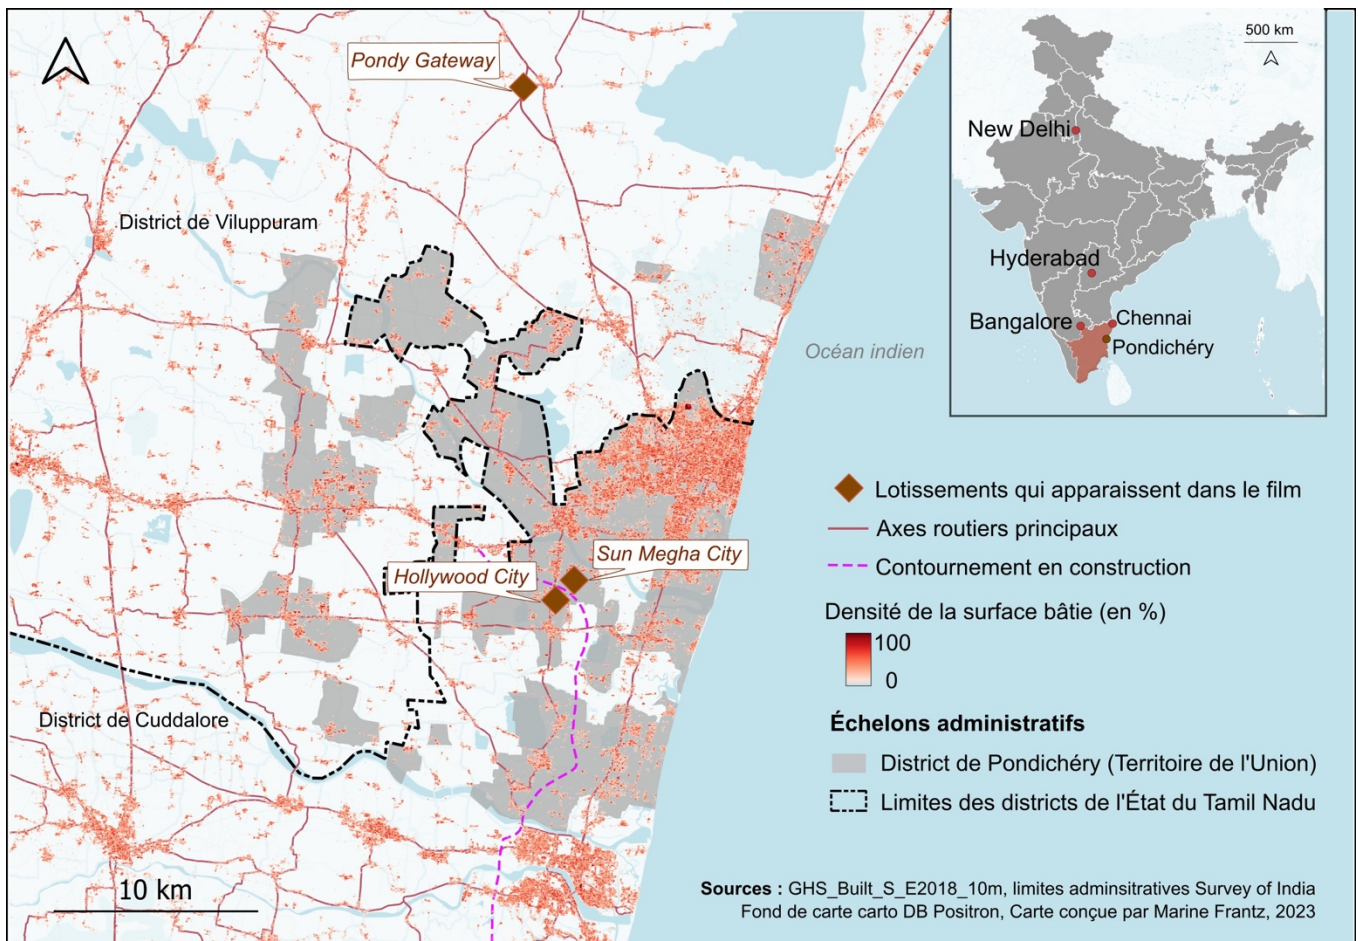 Pondy Gateway
District de Viluppuram
Océan indien
Sun Megha City
Hollywood City
District de Cuddalore
10 km
500 km
New Delhi
Hyderabad
Bangalore
Chennai
Pondichéry
Lotissements qui apparaissent dans le film
Axes routiers principaux
Contournement en construction
Densité de la surface bâtie (en %)
100
0
Échelons administratifs
District de Pondichéry (Territoire de l'Union)
Limites des districts de l'État du Tamil Nadu
Sources : GHS_Built_S_E2018_10m, limites adminsitratives Survey of India
Fond de carte carto DB Positron, Carte conçue par Marine Frantz, 2023